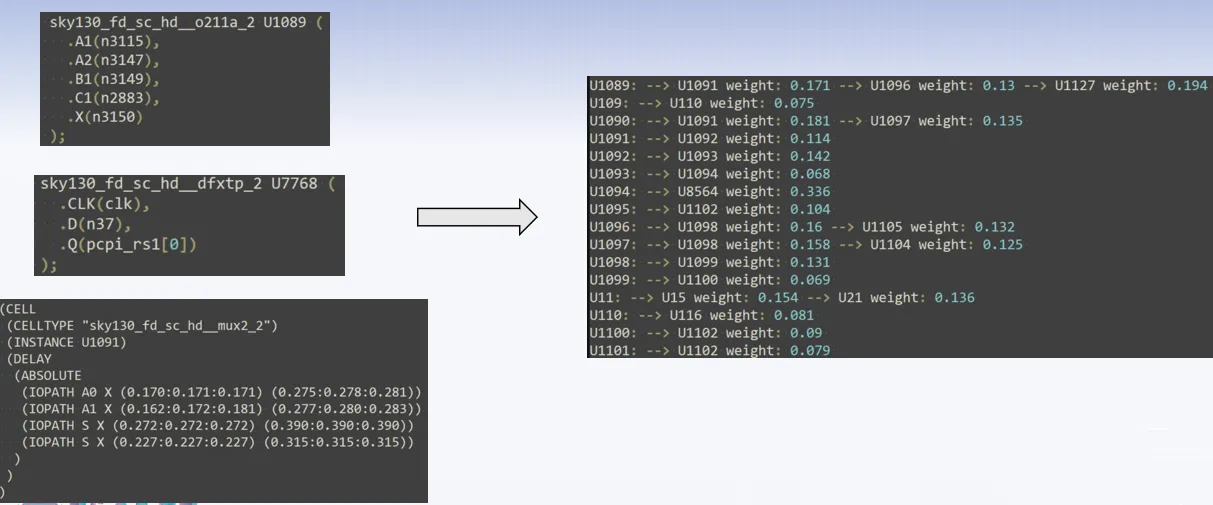 sky130_fd_sc_hd__o211a_2 U1089 (
.A1(n3115),
.A2(n3147),
.B1(n3149),
.C1(n2883),
.X(n3150)
);
sky130_fd_sc_hd__dfxtp_2 U7768 (
.CLK(clk),
.D(n37),
.Q(pcpi_rs1[0])
);
(CELL
(CELLTYPE "sky130_fd_sc_hd__mux2_2")
(INSTANCE U1091)
(DELAY
(ABSOLUTE
(IOPATH A0 X (0.170:0.171:0.171) (0.275:0.278:0.281))
(IOPATH A1 X (0.162:0.172:0.181) (0.277:0.280:0.283))
(IOPATH S X (0.272:0.272:0.272) (0.390:0.390:0.390))
(IOPATH S X (0.227:0.227:0.227) (0.315:0.315:0.315))
)
)
)
U1089: --> U1091 weight: 0.171 --> U1096 weight: 0.13 --> U1127 weight: 0.194
U109: --> U110 weight: 0.075
U1090: --> U1091 weight: 0.181 --> U1097 weight: 0.135
U1091: --> U1092 weight: 0.114
U1092: --> U1093 weight: 0.142
U1093: --> U1094 weight: 0.068
U1094: --> U8564 weight: 0.336
U1095: --> U1102 weight: 0.104
U1096: --> U1098 weight: 0.16 --> U1105 weight: 0.132
U1097: --> U1098 weight: 0.158 --> U1104 weight: 0.125
U1098: --> U1099 weight: 0.131
U1099: --> U1100 weight: 0.069
U11: --> U15 weight: 0.154 --> U21 weight: 0.136
U110: --> U116 weight: 0.081
U1100: --> U1102 weight: 0.09
U1101: --> U1102 weight: 0.079